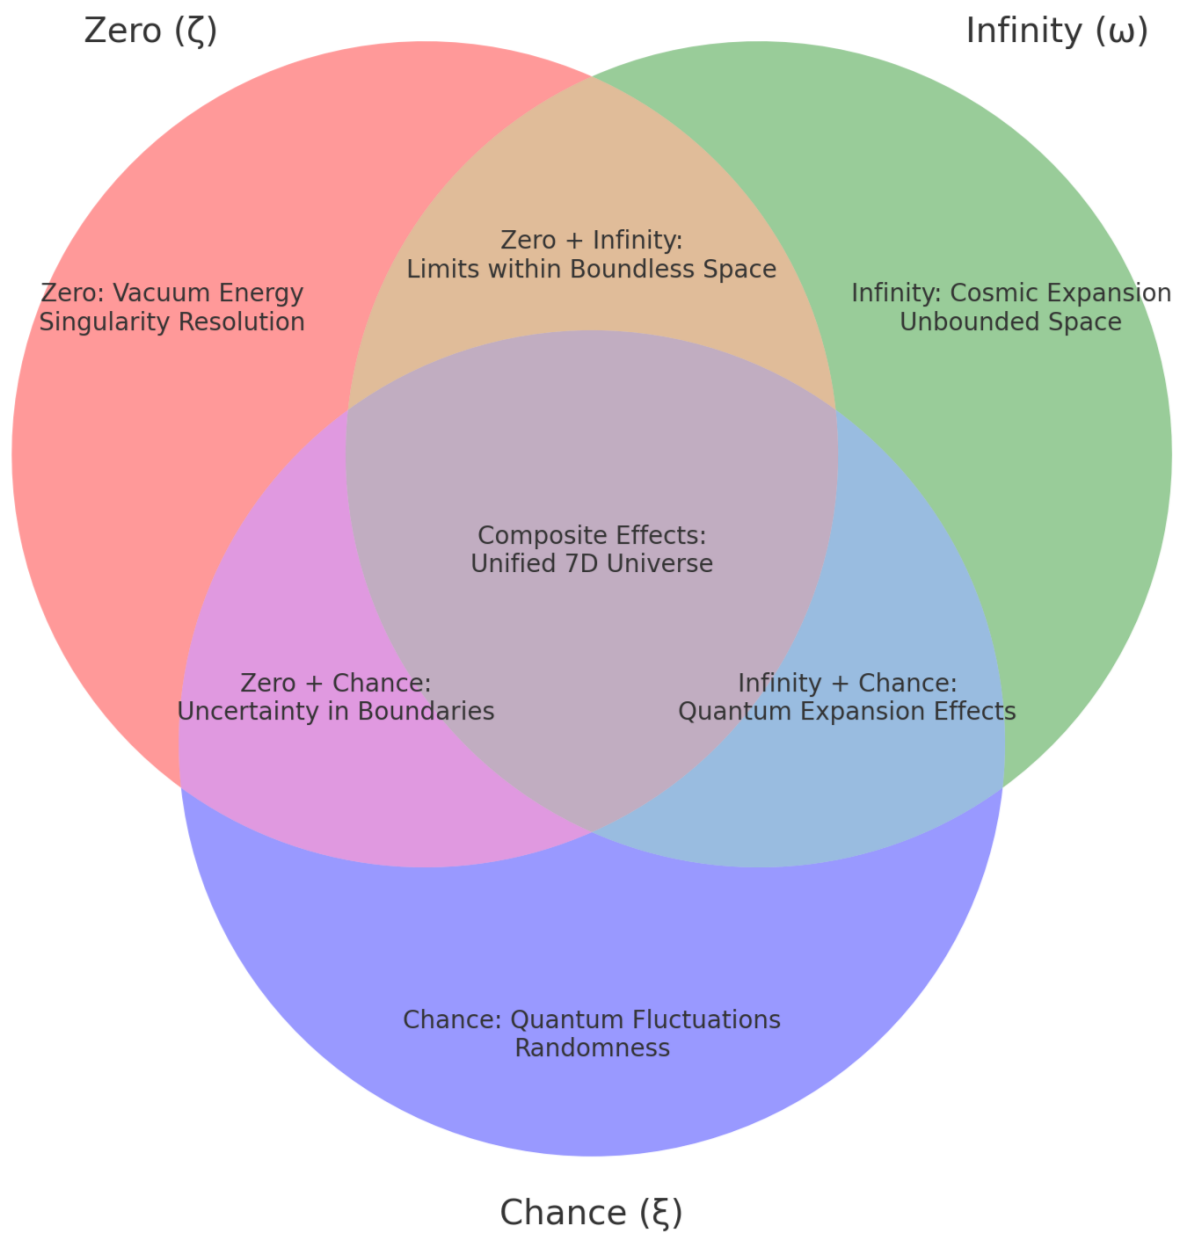 Zero (ζ)
Infinity (ω)
Zero + Infinity:
Limits within Boundless Space
Zero: Vacuum Energy
Singularity Resolution
Infinity: Cosmic Expansion
Unbounded Space
Composite Effects:
Unified 7D Universe
Zero + Chance:
Uncertainty in Boundaries
Infinity + Chance:
Quantum Expansion Effects
Chance: Quantum Fluctuations
Randomness
Chance (ξ)